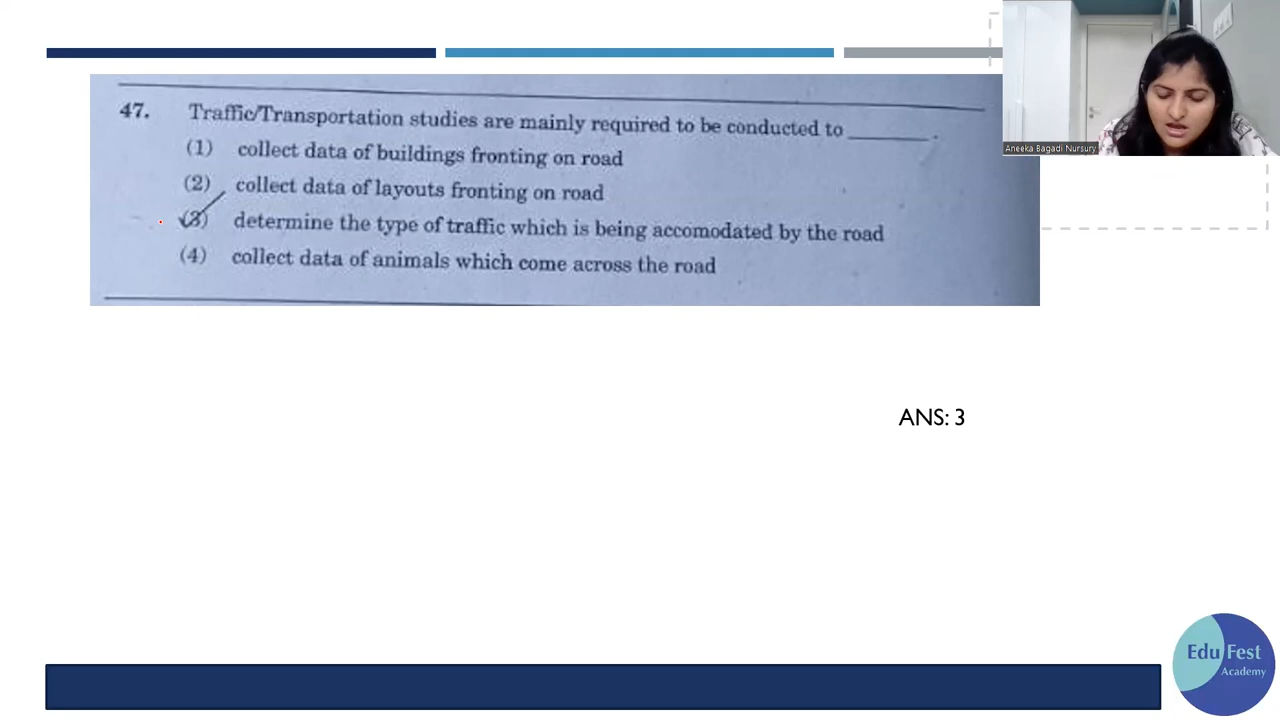 47. Traffic/Transportation studies are mainly required to be conducted to ______ .
(1) collect data of buildings fronting on road
(2) collect data of layouts fronting on road
(3) determine the type of traffic which is being accomodated by the road
(4) collect data of animals which come across the road
Aneeka Bagadi Nursury
ANS: 3
Edu Fest
Academy